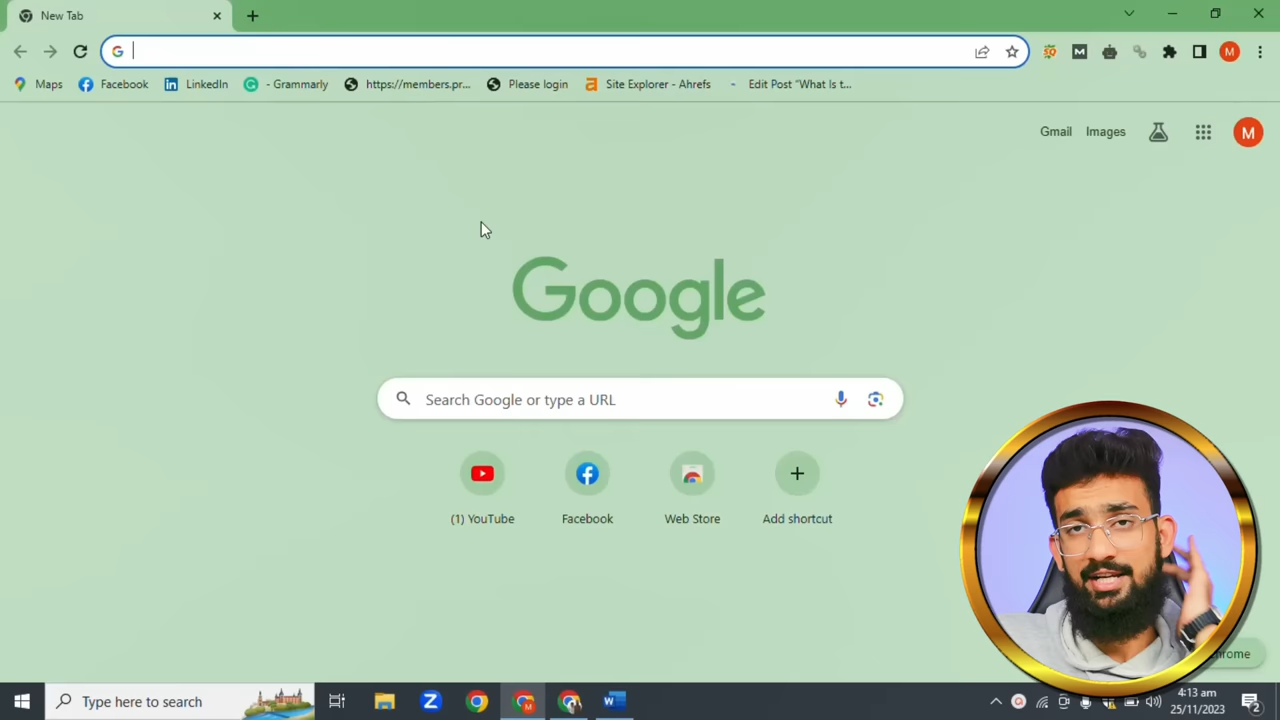 New Tab
Maps
Facebook
LinkedIn
- Grammarly
https://members.pr...
Please login
Site Explorer - Ahrefs
Edit Post “What Is t...
Gmail
Images
M
Google
Search Google or type a URL
(1) YouTube
Facebook
Web Store
Add shortcut
Type here to search
4:13 am
25/11/2023
2